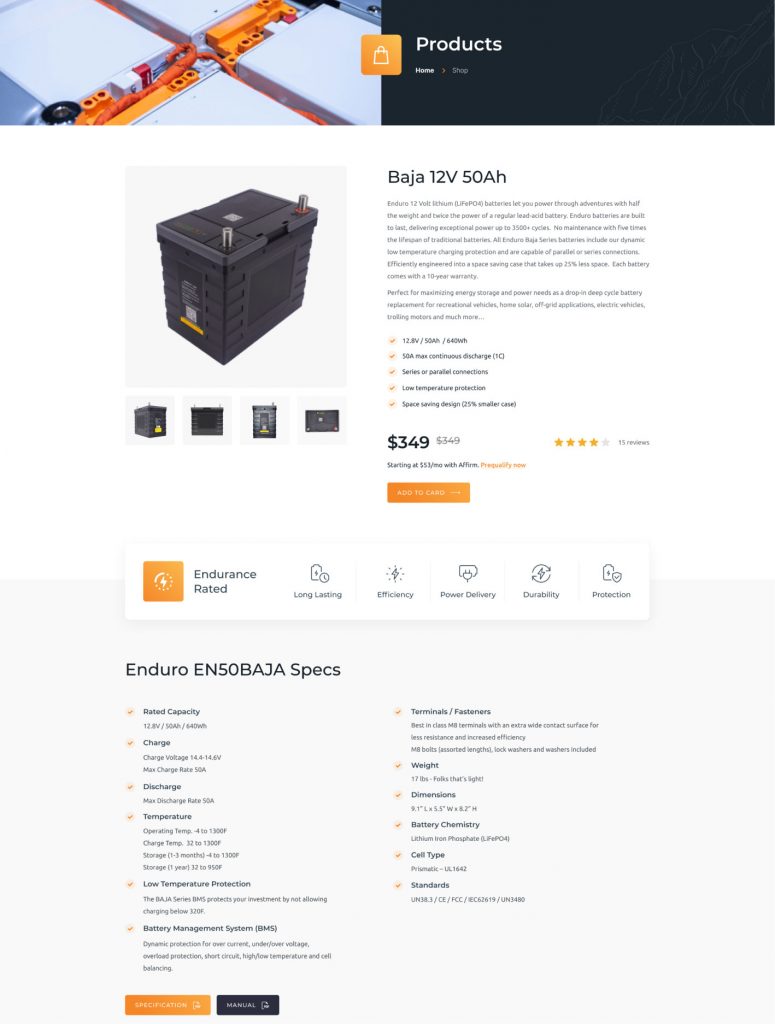 Products
Home > Shop
Baja 12V 50Ah
Enduro 12 Volt lithium (LiFePO4) batteries let you power through adventures with half
the weight and twice the power of a regular lead-acid battery. Enduro batteries are built
to last, delivering exceptional power up to 3500+ cycles.  No maintenance with five times
the lifespan of traditional batteries. All Enduro Baja Series batteries include our dynamic
low temperature charging protection and are capable of parallel or series connections.
Efficiently engineered into a space saving case that takes up 25% less space.  Each battery
comes with a 10-year warranty.
Perfect for maximizing energy storage and power needs as a drop-in deep cycle battery
replacement for recreational vehicles, home solar, off-grid applications, electric vehicles,
trolling motors and much more...
12.8V / 50Ah  / 640Wh
50A max continuous discharge (1C)
Series or parallel connections
Low temperature protection
Space saving design (25% smaller case)
$349 $349
15 reviews
Starting at $53/mo with Affirm. Prequalify now
ADD TO CARD
Endurance
Rated
Long Lasting
Efficiency
Power Delivery
Durability
Protection
Enduro EN50BAJA Specs
Rated Capacity
12.8V / 50Ah / 640Wh
Charge
Charge Voltage 14.4-14.6V
Max Charge Rate 50A
Discharge
Max Discharge Rate 50A
Temperature
Operating Temp. -4 to 1300F
Charge Temp.  32 to 1300F
Storage (1-3 months) -4 to 1300F
Storage (1 year) 32 to 950F
Low Temperature Protection
The BAJA Series BMS protects your investment by not allowing
charging below 320F.
Battery Management System (BMS)
Dynamic protection for over current, under/over voltage,
overload protection, short circuit, high/low temperature and cell
balancing.
Terminals / Fasteners
Best in class M8 terminals with an extra wide contact surface for
less resistance and increased efficiency
M8 bolts (assorted lengths), lock washers and washers included
Weight
17 lbs - Folks that's light!
Dimensions
9.1" L x 5.5" W x 8.2" H
Battery Chemistry
Lithium Iron Phosphate (LiFePO4)
Cell Type
Prismatic – UL1642
Standards
UN38.3 / CE / FCC / IEC62619 / UN3480
SPECIFICATION
MANUAL